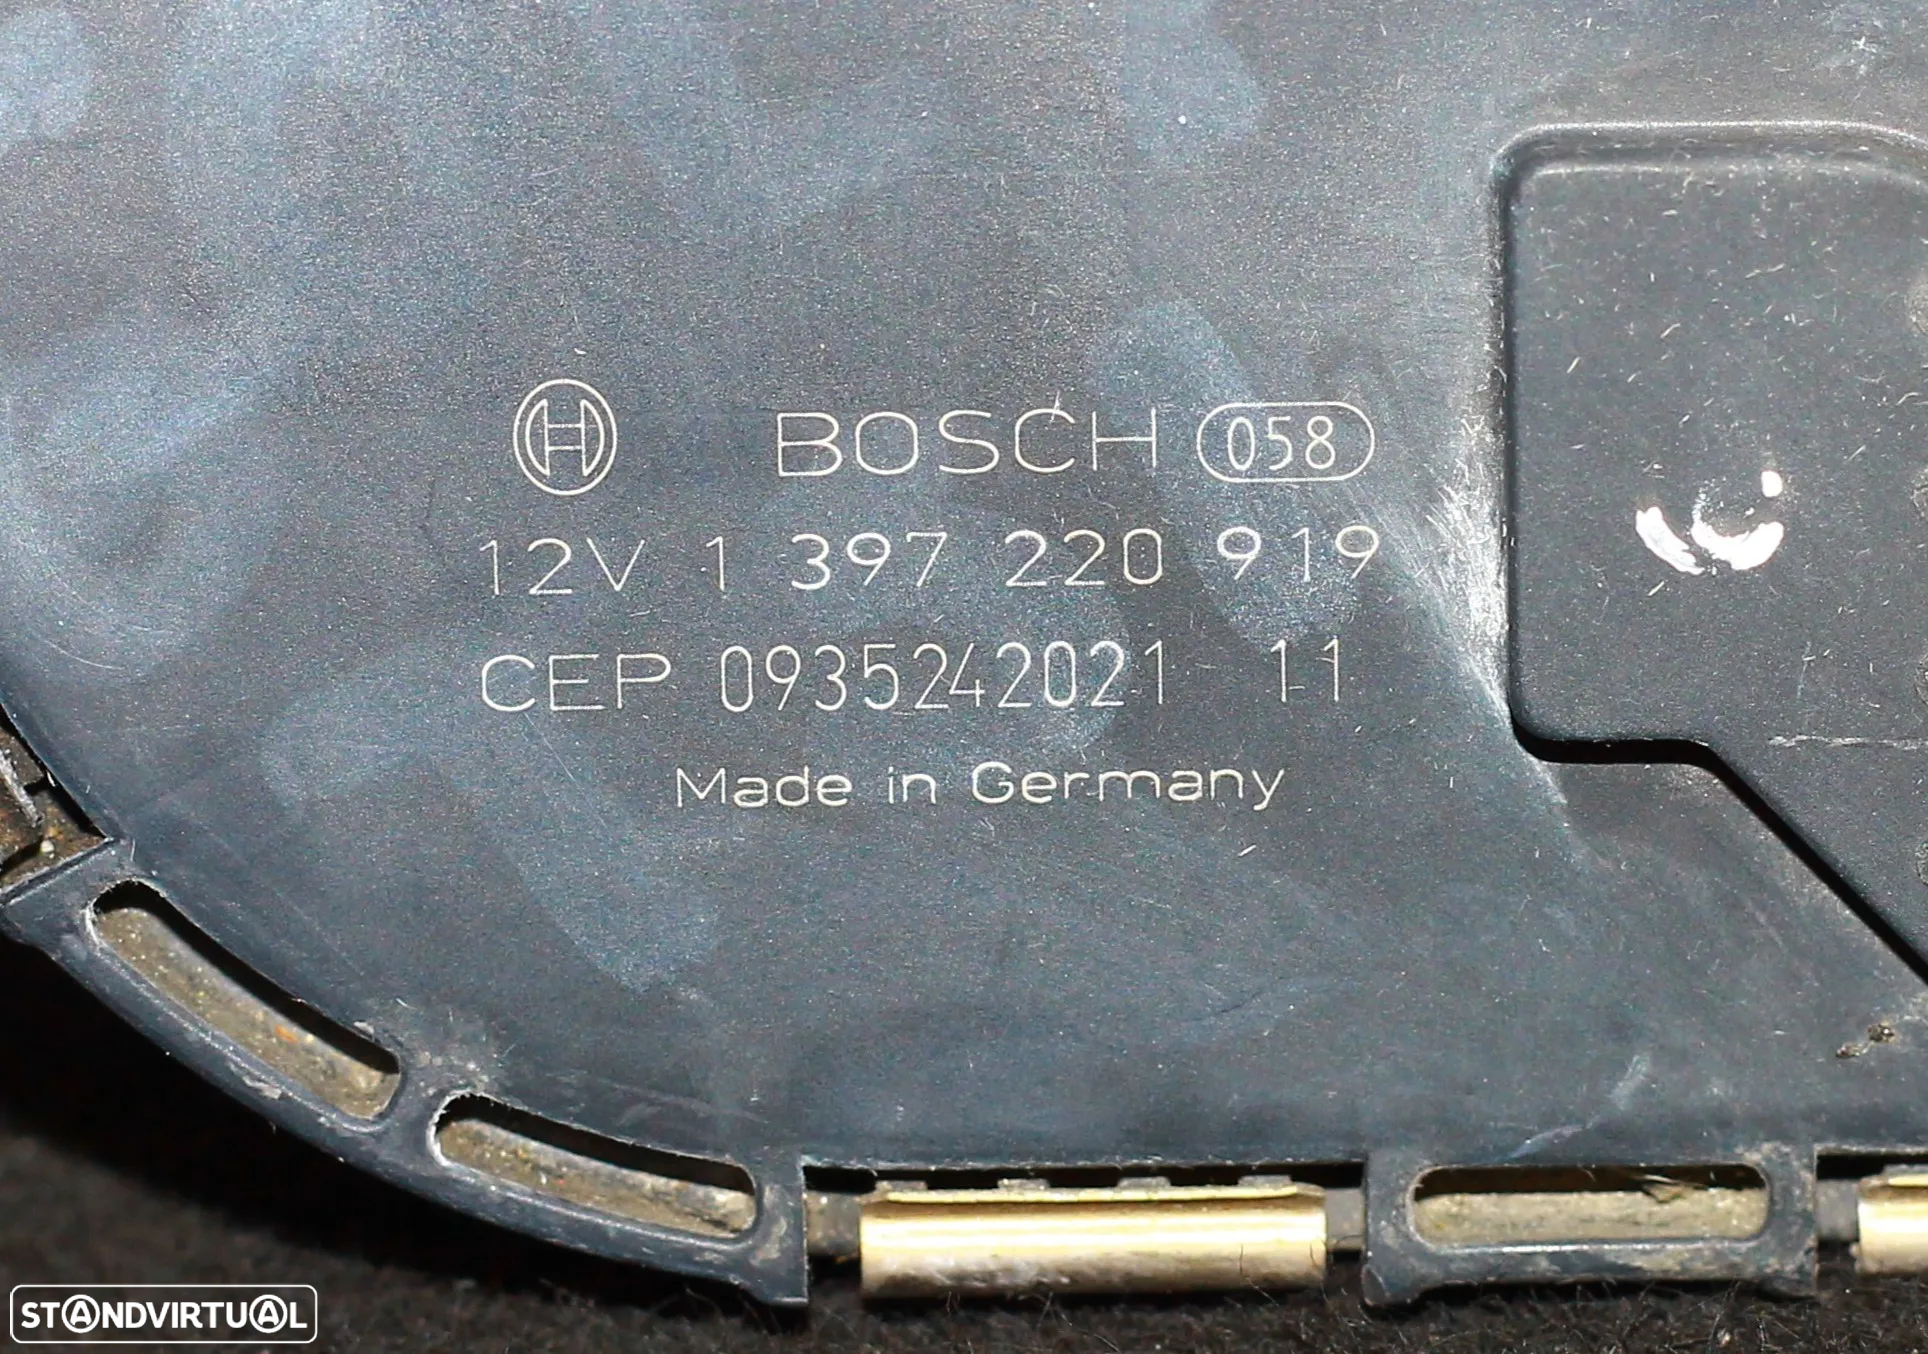 BOSCH 058
12V 1 397 220 919
CEP 0935242021 11
Made in Germany
STANDVIRTUAL